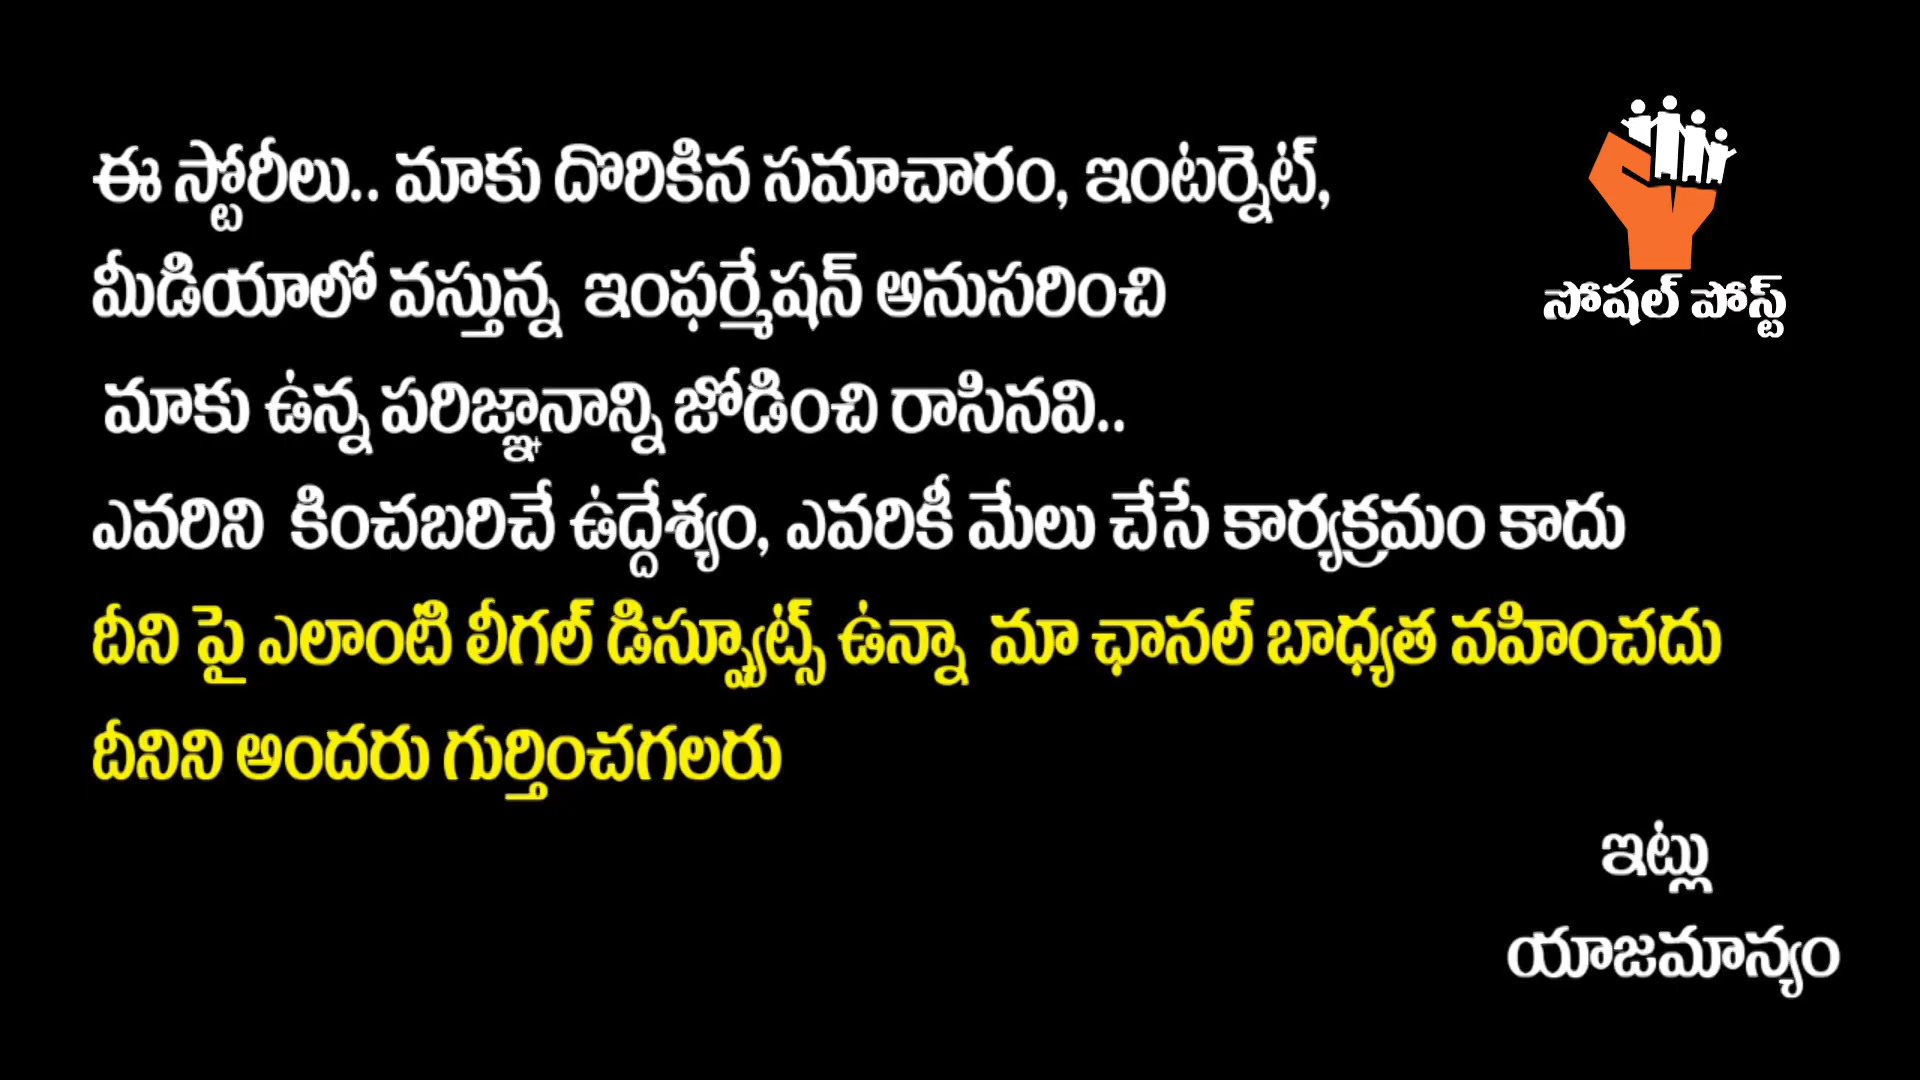 ఈ స్టోరీలు.. మాకు దొరికిన సమాచారం, ఇంటర్నెట్,
మీడియాలో వస్తున్న ఇంఫర్మేషన్ అనుసరించి
మాకు ఉన్న పరిజ్ఞానాన్ని జోడించి రాసినవి..
ఎవరిని కించబరిచే ఉద్దేశ్యం, ఎవరికీ మేలు చేసే కార్యక్రమం కాదు
దీని పై ఎలాంటి లీగల్ డిస్ప్యూట్స్ ఉన్నా మా ఛానల్ బాధ్యత వహించదు
దీనిని అందరు గుర్తించగలరు
ఇట్లు
యాజమాన్యం
సోషల్ పోస్ట్